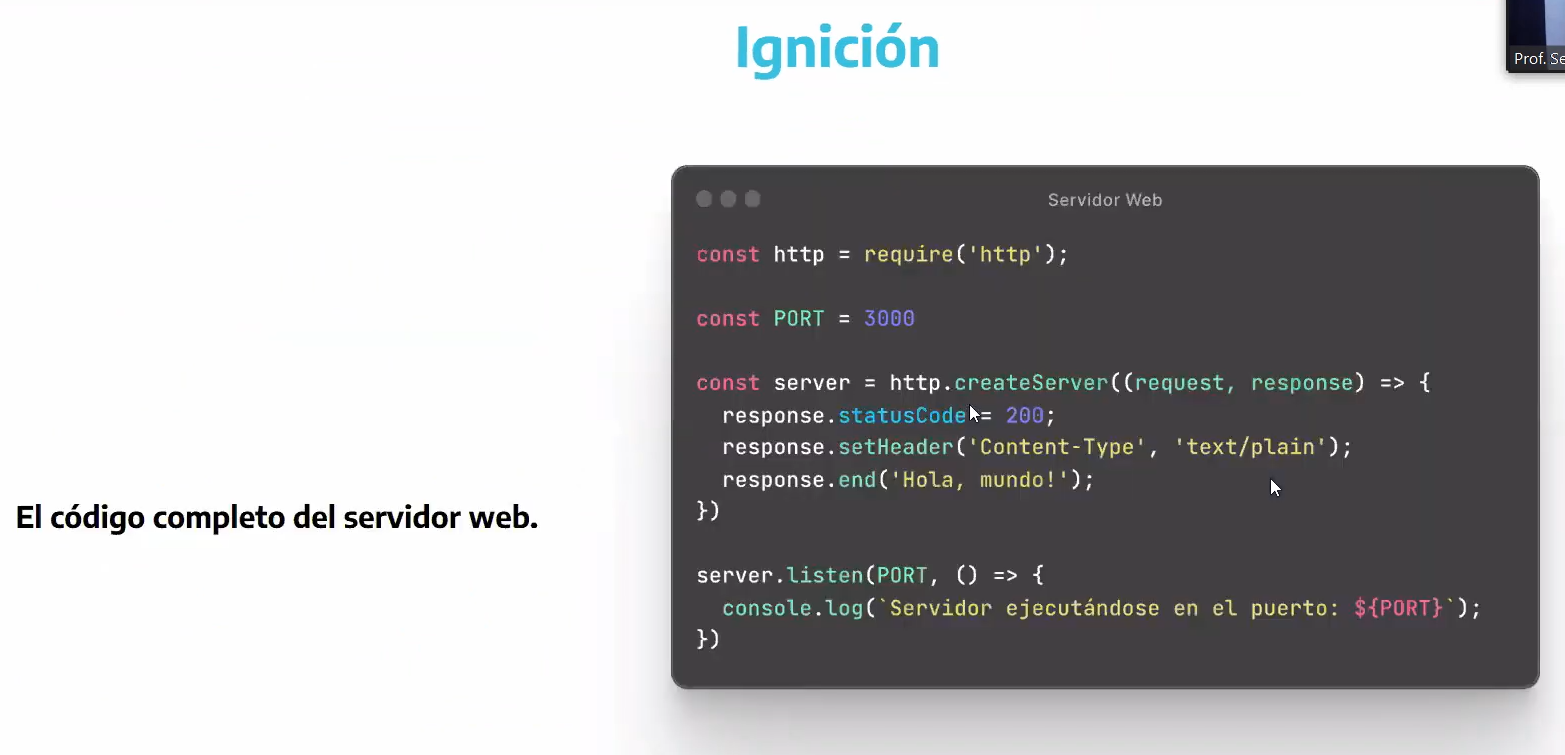 Ignición
Prof. Se
Servidor Web
const http = require('http');
const PORT = 3000
const server = http.createServer((request, response) => {
response.statusCode = 200;
response.setHeader('Content-Type', 'text/plain');
response.end('Hola, mundo!');
})
El código completo del servidor web.
server.listen(PORT, () => {
console.log(`Servidor ejecutándose en el puerto: ${PORT}`);
})